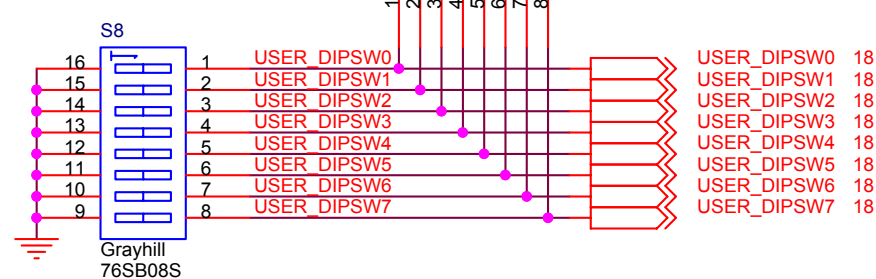 1 2 3 4 5 6 7 8
S8
16 1 USER_DIPSW0 USER_DIPSW0 18
15 2 USER_DIPSW1 USER_DIPSW1 18
14 3 USER_DIPSW2 USER_DIPSW2 18
13 4 USER_DIPSW3 USER_DIPSW3 18
12 5 USER_DIPSW4 USER_DIPSW4 18
11 6 USER_DIPSW5 USER_DIPSW5 18
10 7 USER_DIPSW6 USER_DIPSW6 18
9 8 USER_DIPSW7 USER_DIPSW7 18
Grayhill
76SB08S